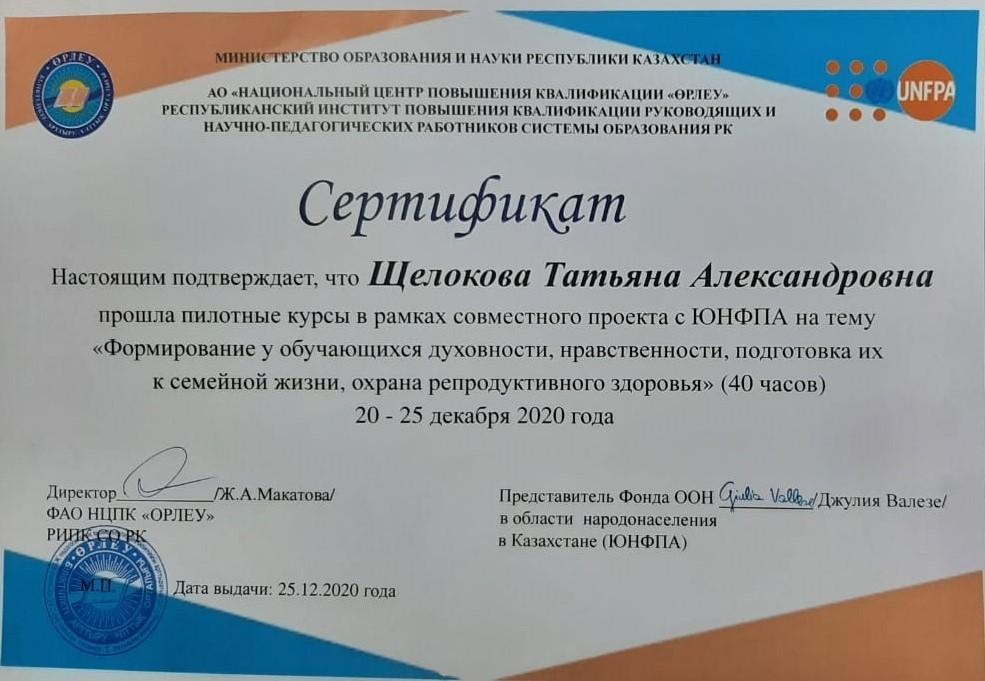 МИНИСТЕРСТВО ОБРАЗОВАНИЯ И НАУКИ РЕСПУБЛИКИ КАЗАХСТАН
АО «НАЦИОНАЛЬНЫЙ ЦЕНТР ПОВЫШЕНИЯ КВАЛИФИКАЦИИ «ӨРЛЕУ»
РЕСПУБЛИКАНСКИЙ ИНСТИТУТ ПОВЫШЕНИЯ КВАЛИФИКАЦИИ РУКОВОДЯЩИХ И
НАУЧНО-ПЕДАГОГИЧЕСКИХ РАБОТНИКОВ СИСТЕМЫ ОБРАЗОВАНИЯ РК
ӨРЛЕУ
UNFPA
Сертификат
Настоящим подтверждает, что Щелокова Татьяна Александровна
прошла пилотные курсы в рамках совместного проекта с ЮНФПА на тему
«Формирование у обучающихся духовности, нравственности, подготовка их
к семейной жизни, охрана репродуктивного здоровья» (40 часов)
20 - 25 декабря 2020 года
Директор /Ж.А.Макатова/
ФАО НЦПК «ОРЛЕУ»
РИПК СО РК
Представитель Фонда ООН Giulia Vallese/Джулия Валезе/
в области народонаселения
в Казахстане (ЮНФПА)
ӨРЛЕУ
М.П. Дата выдачи: 25.12.2020 года